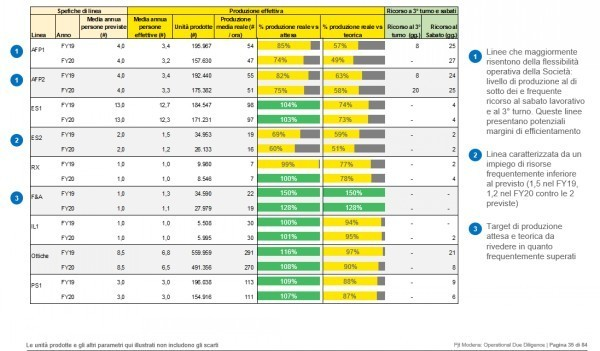 Spefiche di linea Produzione effettiva Ricorso a 3° turno e sabati
Linea Anno Media annua persone previste (#) Media annua persone effettive (#) Unità prodotte (#) Produzione media reale (# / ora) % produzione reale vs attesa % produzione reale vs teorica Ricorso al 3° turno (gg.) Ricorso al Sabato (gg.)
1 AFP1 FY19 4,0 3,4 195.967 54 85% 57% 8 25
FY20 4,0 3,2 157.630 47 74% 49% - 27
1 AFP2 FY19 4,0 3,4 192.440 55 82% 63% 8 24
FY20 4,0 3,2 175.382 51 75% 58% 20 25
ES1 FY19 13,0 12,7 184.547 98 104% 74% - 4
FY20 13,0 12,3 171.231 97 103% 73% - 4
2 ES2 FY19 2,0 1,5 34.953 19 69% 59% - 2
FY20 2,0 1,2 26.133 16 60% 51% - 2
RX FY19 1,0 1,0 9.980 7 99% 77% - 2
FY20 1,0 1,0 8.546 7 100% 78% - 4
3 F&A FY19 1,0 1,3 34.590 22 150% 150% - -
FY20 1,0 1,1 27.979 19 128% 128% - -
IL1 FY19 1,0 1,0 5.508 30 100% 94% - -
FY20 1,0 1,0 5.995 30 101% 95% - 2
Ottiche FY19 8,5 6,8 559.959 291 116% 97% - 21
FY20 8,5 6,5 491.356 270 108% 90% - 8
PS1 FY19 3,0 3,0 196.038 113 109% 88% - 9
FY20 3,0 3,0 154.916 111 107% 87% - 6
1 Linee che maggiormente
risentono della flessibilità
operativa della Società:
livello di produzione al di
sotto dei target e frequente
ricorso al sabato lavorativo
e al 3° turno. Queste linee
presentano potenziali
margini di efficientamento
2 Linea caratterizzata da un
impiego di risorse
frequentemente inferiore
al previsto (1,5 nel FY19,
1,2 nel FY20 contro le 2
previste)
3 Target di produzione
attesa e teorica da
rivedere in quanto
frequentemente superati
Le unità prodotte e gli altri parametri qui illustrati non includono gli scarti
Modena: Operational Due Diligence | Pagina 35 di 84